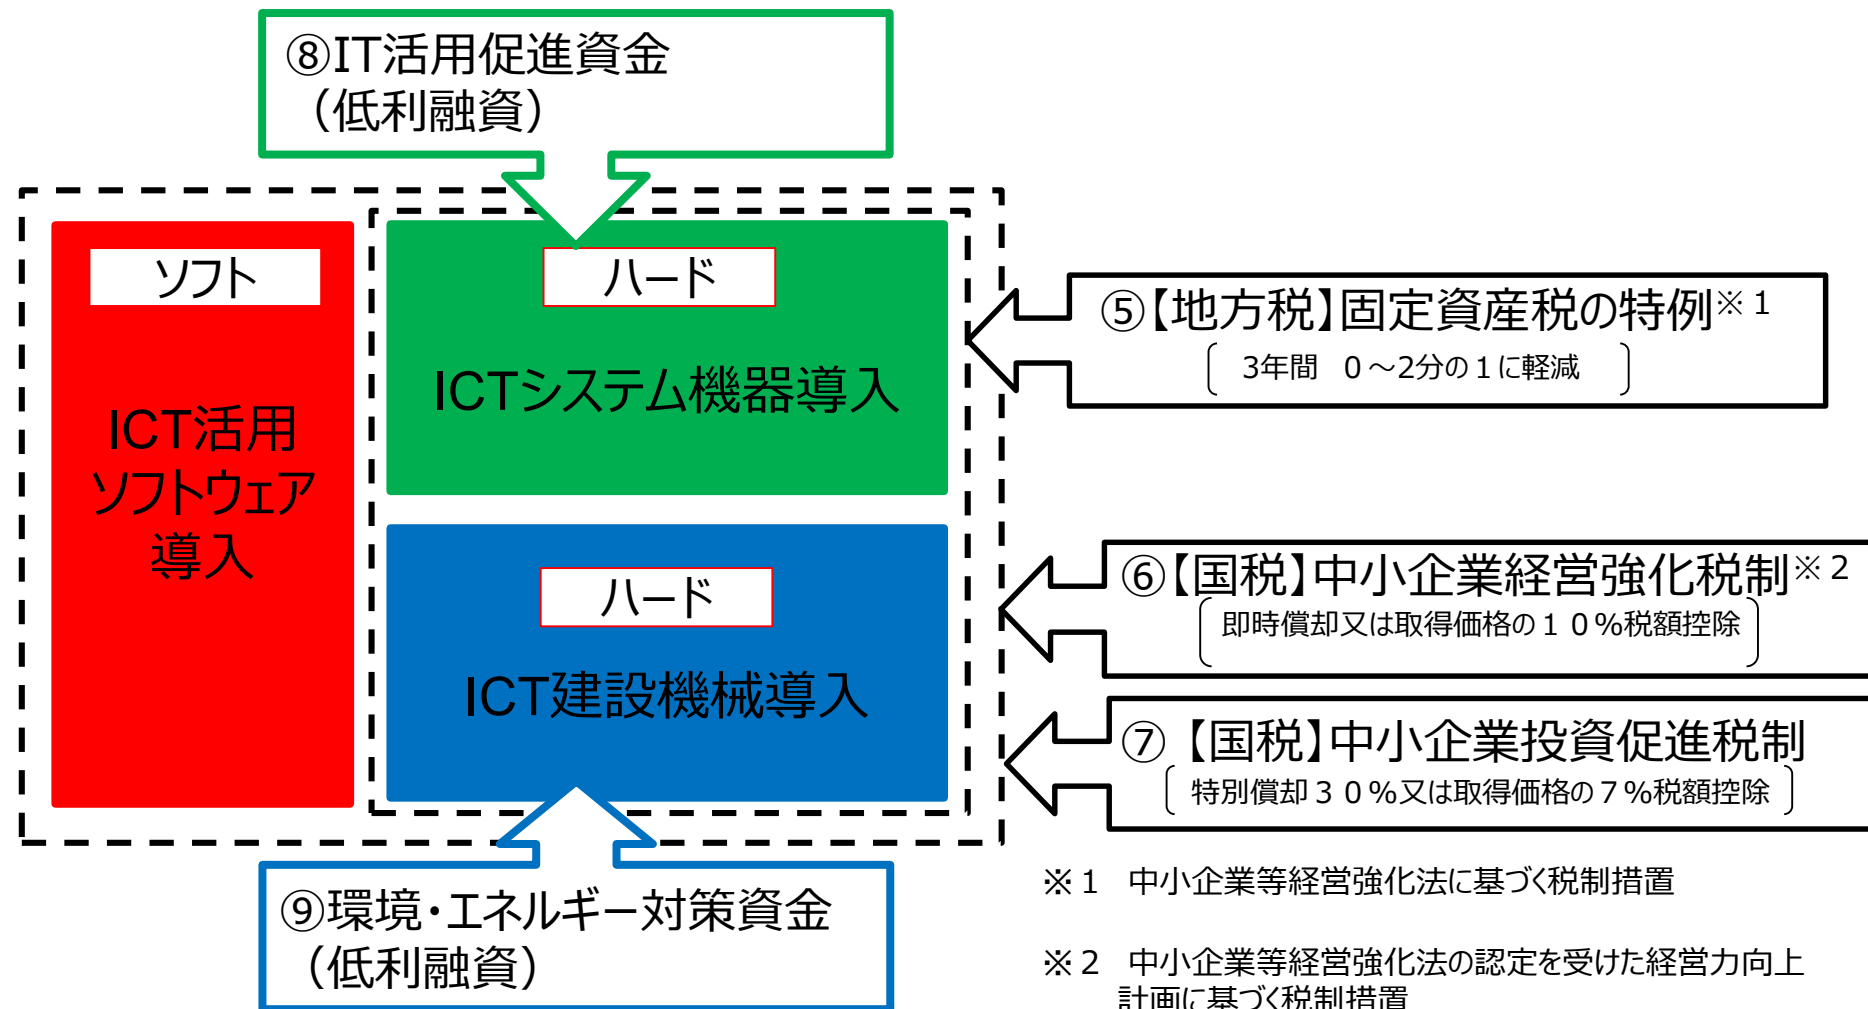 ⑧IT活用促進資金
（低利融資）
ソフト
ICT活用
ソフトウェア
導入
ハード
ICTシステム機器導入
ハード
ICT建設機械導入
⑤【地方税】固定資産税の特例※１
3年間　０～2分の１に軽減
⑥【国税】中小企業経営強化税制※２
即時償却又は取得価格の１０％税額控除
⑦【国税】中小企業投資促進税制
特別償却３０％又は取得価格の７％税額控除
⑨環境・エネルギー対策資金
（低利融資）
※１　中小企業等経営強化法に基づく税制措置
※２　中小企業等経営強化法の認定を受けた経営力向上
計画に基づく税制措置